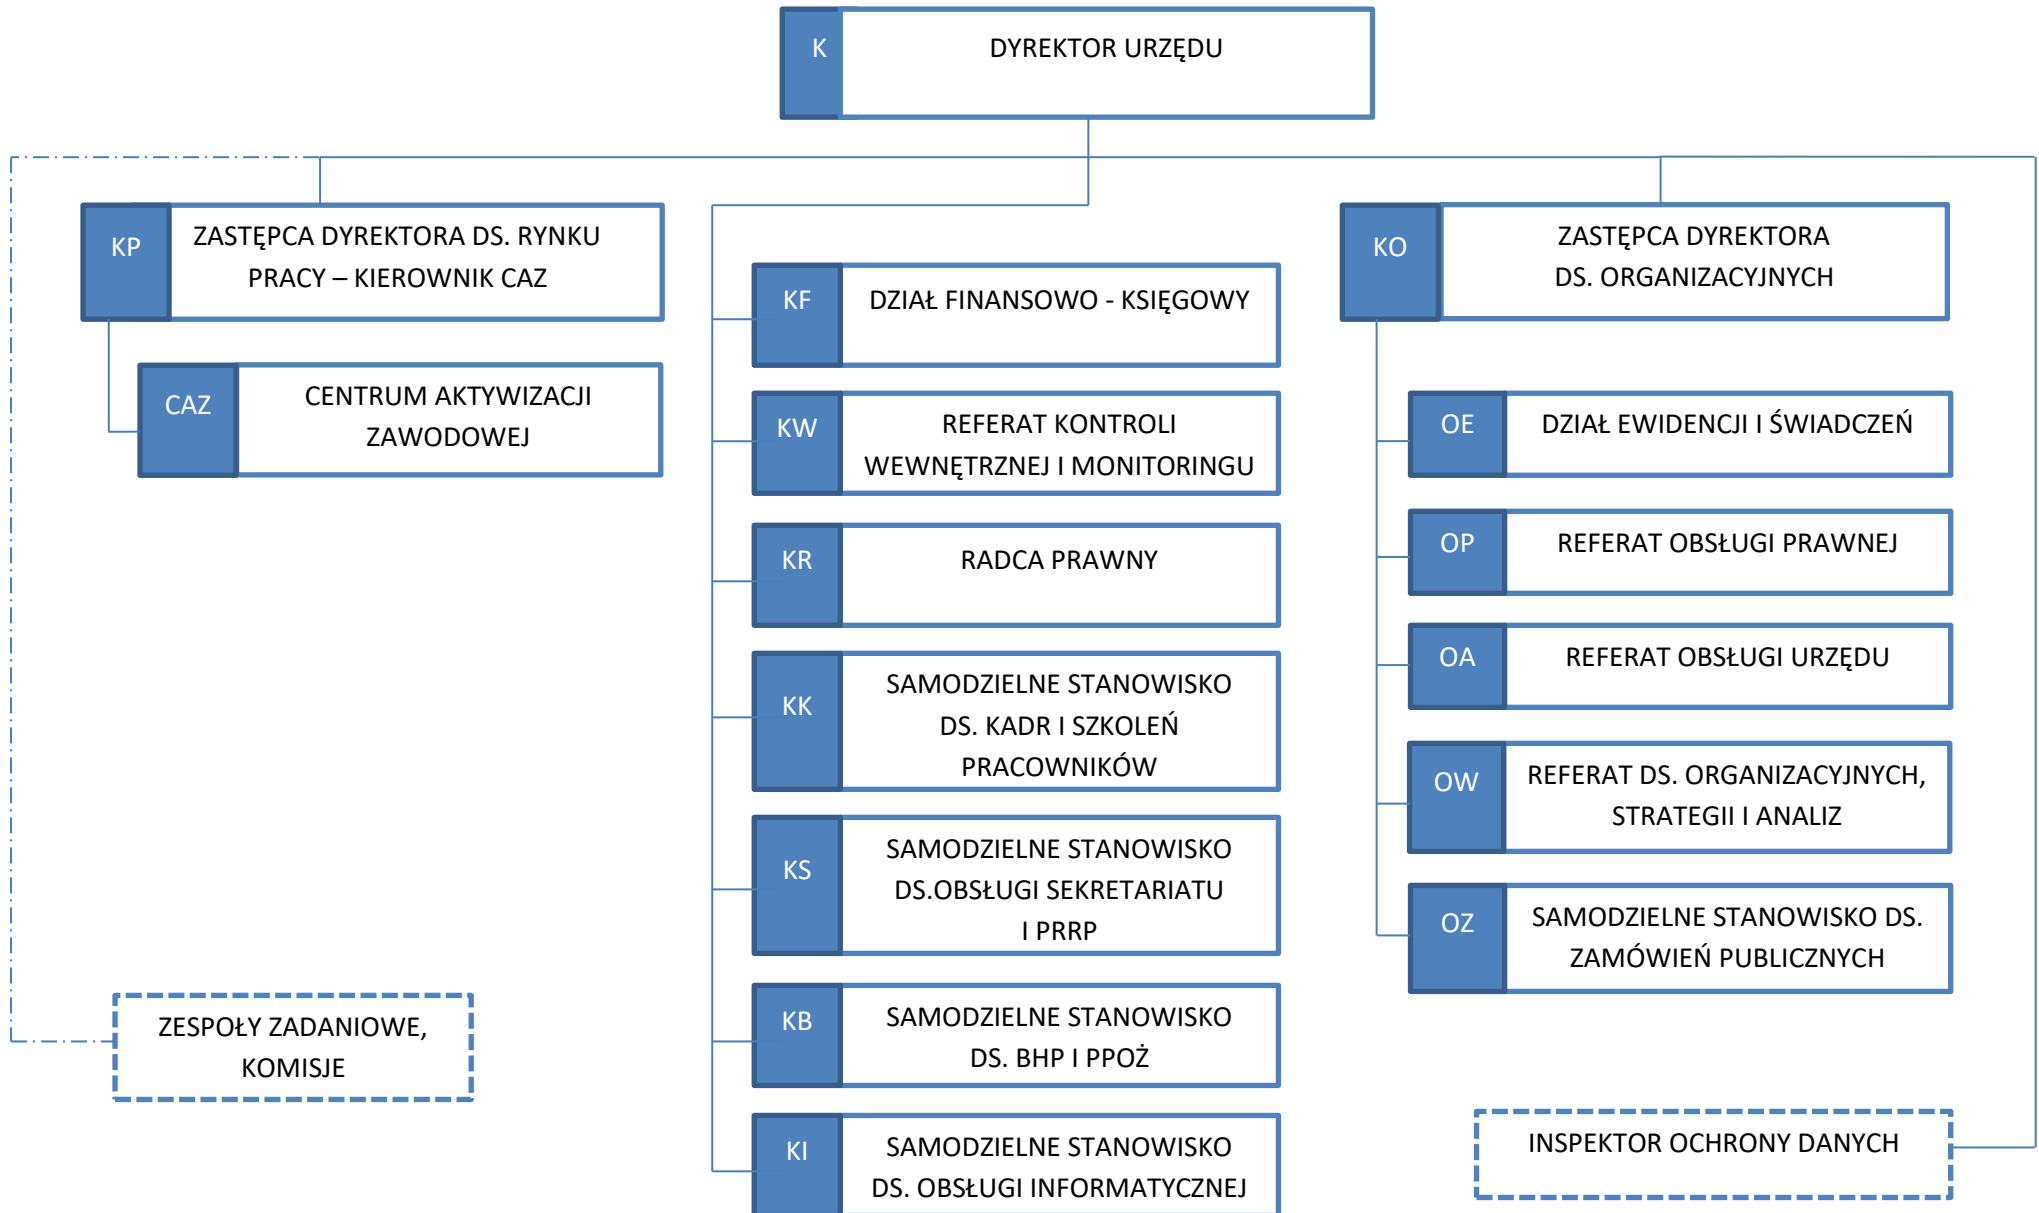 K
DYREKTOR URZĘDU
KP
ZASTĘPCA DYREKTORA DS. RYNKU
PRACY – KIEROWNIK CAZ
CAZ
CENTRUM AKTYWIZACJI
ZAWODOWEJ
ZESPOŁY ZADANIOWE,
KOMISJE
KF
DZIAŁ FINANSOWO - KSIĘGOWY
KW
REFERAT KONTROLI
WEWNĘTRZNEJ I MONITORINGU
KR
RADCA PRAWNY
KK
SAMODZIELNE STANOWISKO
DS. KADR I SZKOLEŃ
PRACOWNIKÓW
KS
SAMODZIELNE STANOWISKO
DS.OBSŁUGI SEKRETARIATU
I PRRP
KB
SAMODZIELNE STANOWISKO
DS. BHP I PPOŻ
KI
SAMODZIELNE STANOWISKO
DS. OBSŁUGI INFORMATYCZNEJ
KO
ZASTĘPCA DYREKTORA
DS. ORGANIZACYJNYCH
OE
DZIAŁ EWIDENCJI I ŚWIADCZEŃ
OP
REFERAT OBSŁUGI PRAWNEJ
OA
REFERAT OBSŁUGI URZĘDU
OW
REFERAT DS. ORGANIZACYJNYCH,
STRATEGII I ANALIZ
OZ
SAMODZIELNE STANOWISKO DS.
ZAMÓWIEŃ PUBLICZNYCH
INSPEKTOR OCHRONY DANYCH